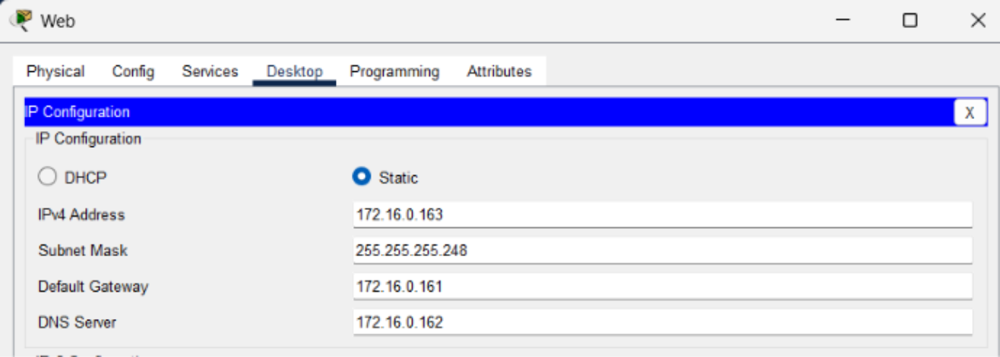 Web
Physical Config Services Desktop Programming Attributes
IP Configuration X
IP Configuration
DHCP Static
IPv4 Address 172.16.0.163
Subnet Mask 255.255.255.248
Default Gateway 172.16.0.161
DNS Server 172.16.0.162